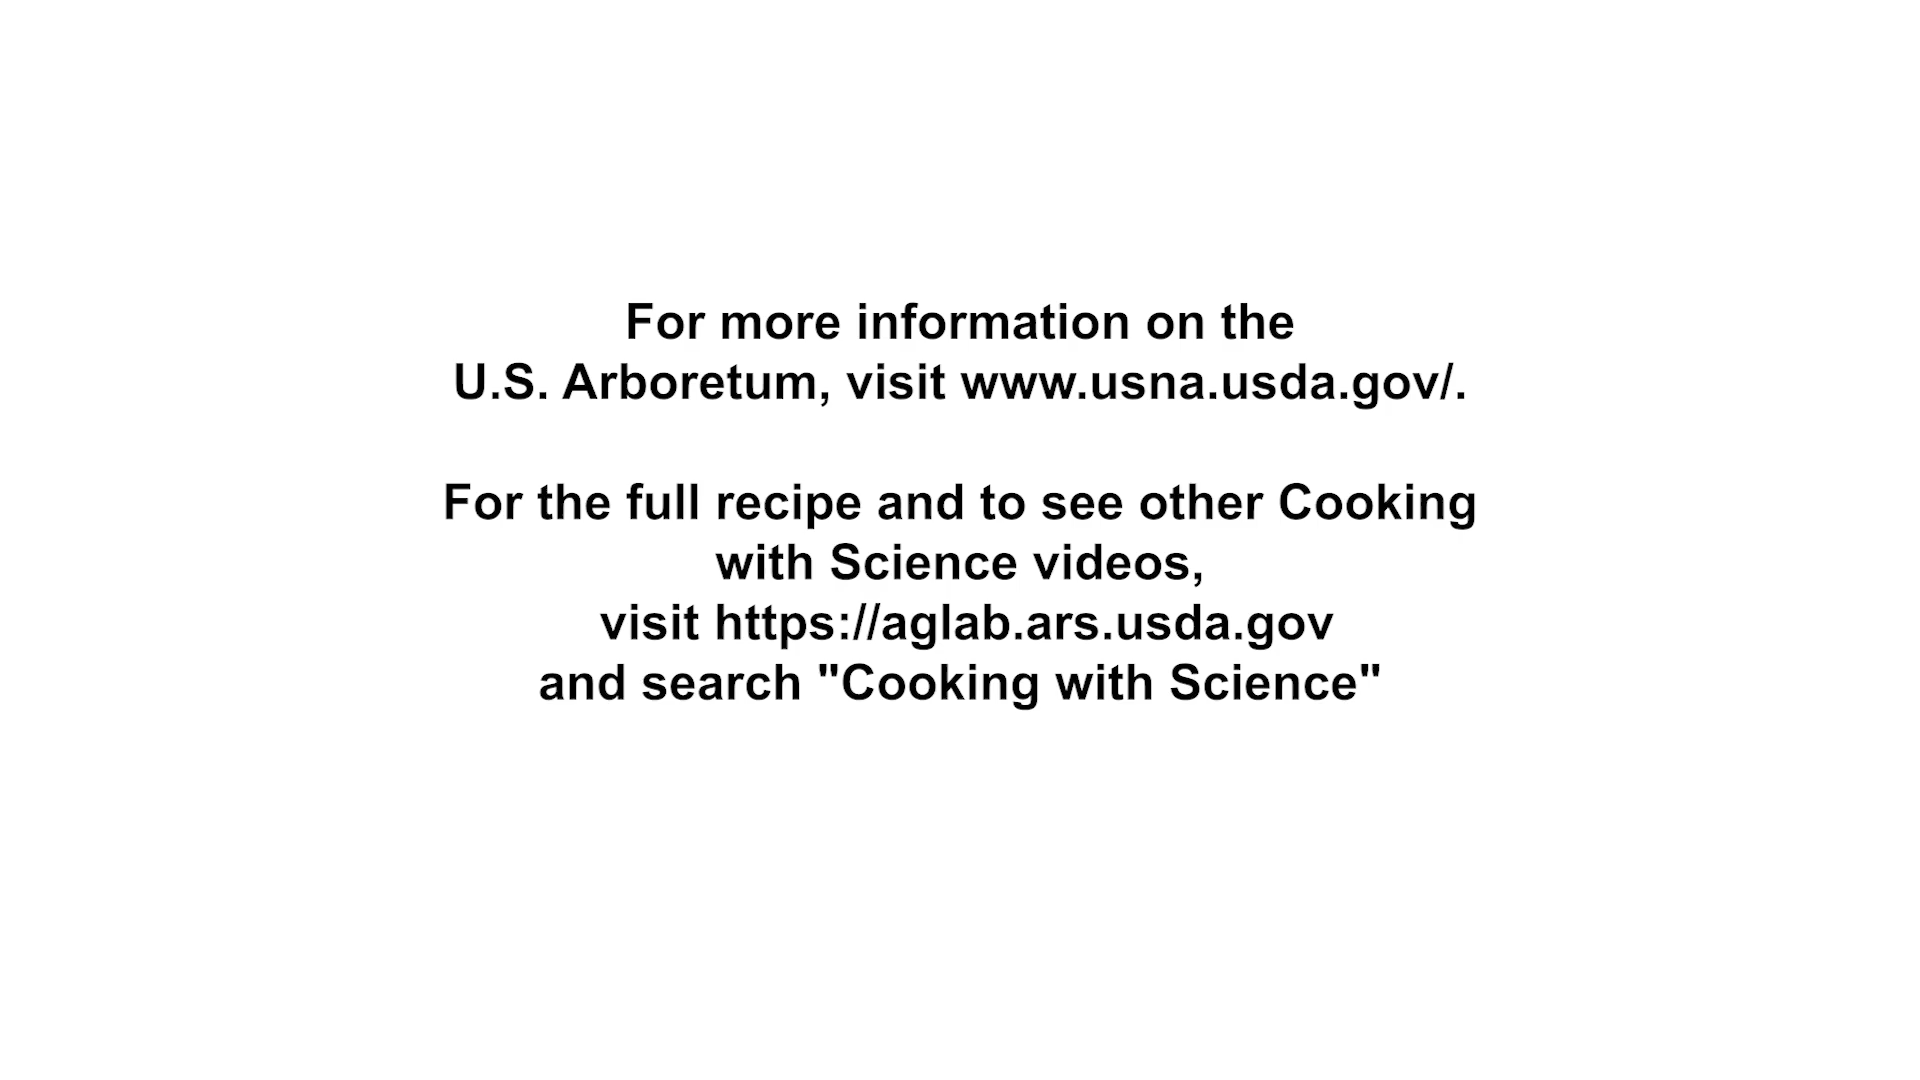 For more information on the
U.S. Arboretum, visit www.usna.usda.gov/.
For the full recipe and to see other Cooking
with Science videos,
visit https://aglab.ars.usda.gov
and search "Cooking with Science"